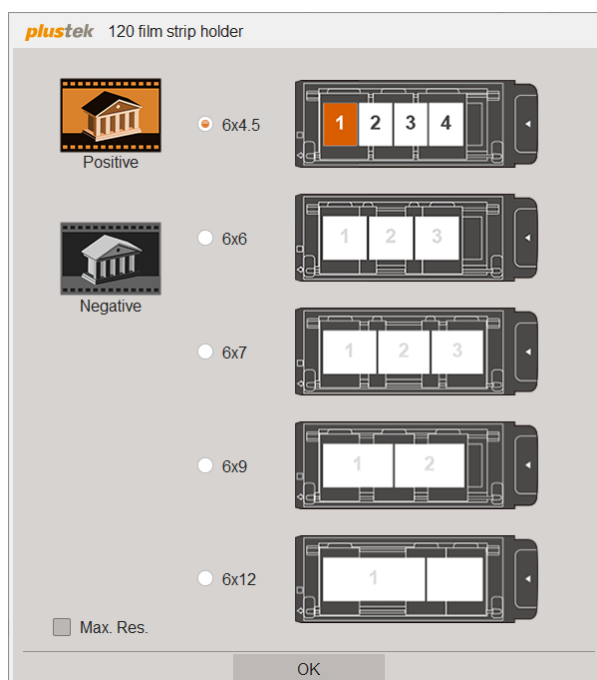 plustek 120 film strip holder
Positive
6x4.5
1 2 3 4
Negative
6x6
1 2 3
6x7
1 2 3
6x9
1 2
6x12
1
Max. Res.
OK